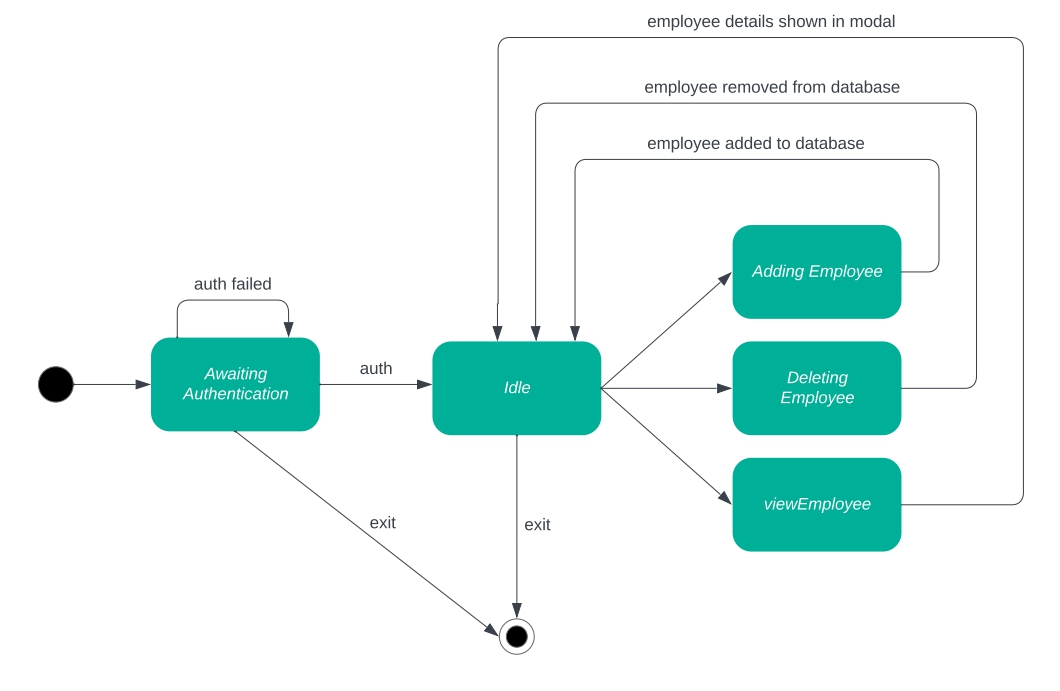 employee details shown in modal
employee removed from database
employee added to database
Adding Employee
auth failed
auth
Awaiting
Authentication
Idle
Deleting
Employee
viewEmployee
exit
exit